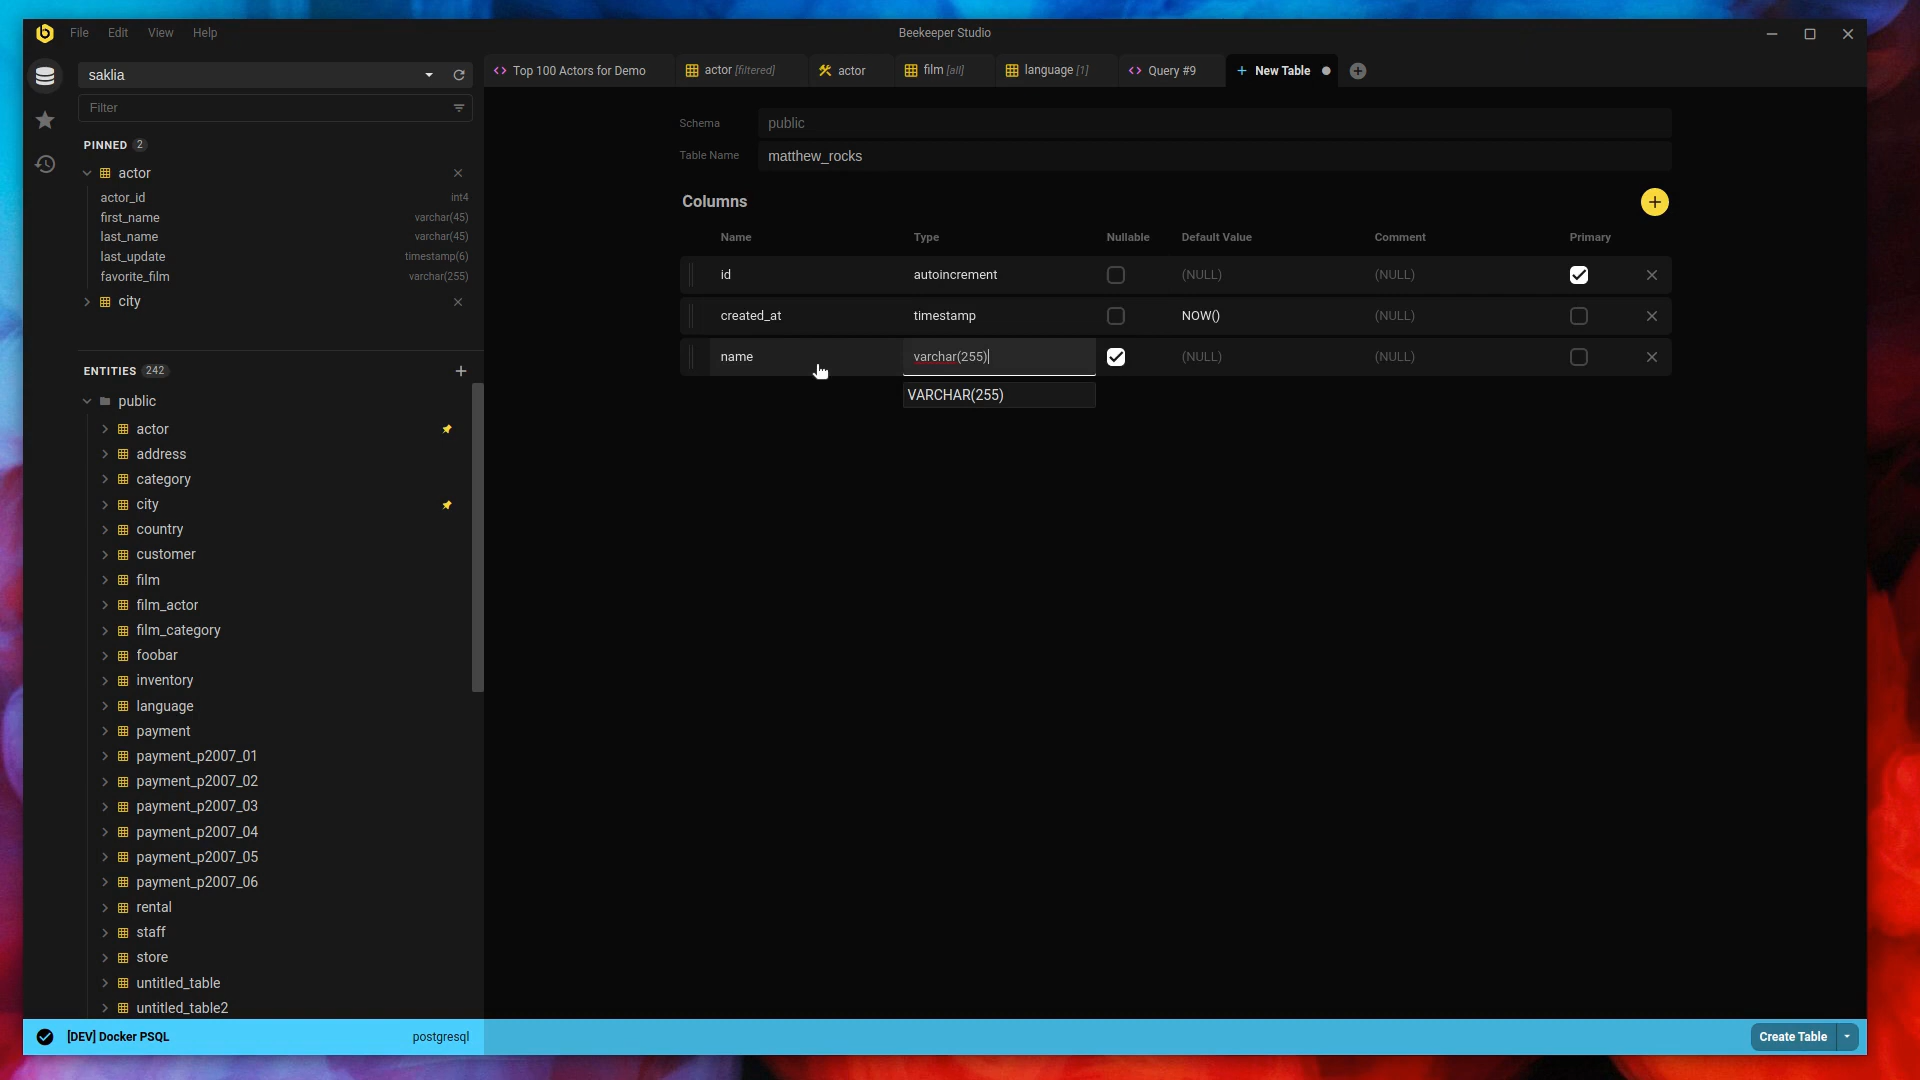 File Edit View Help
Beekeeper Studio
saklia
Filter
PINNED 2
actor
actor_id int4
first_name varchar(45)
last_name varchar(45)
last_update timestamp(6)
favorite_film varchar(255)
city
ENTITIES 242
public
actor
address
category
city
country
customer
film
film_actor
film_category
foobar
inventory
language
payment
payment_p2007_01
payment_p2007_02
payment_p2007_03
payment_p2007_04
payment_p2007_05
payment_p2007_06
rental
staff
store
untitled_table
untitled_table2
Top 100 Actors for Demo actor [filtered] actor film [all] language [1] Query #9 New Table
Schema public
Table Name matthew_rocks
Columns
Name Type Nullable Default Value Comment Primary
id autoincrement (NULL) (NULL)
created_at timestamp NOW() (NULL)
name varchar(255) (NULL) (NULL)
VARCHAR(255)
[DEV] Docker PSQL postgresql Create Table